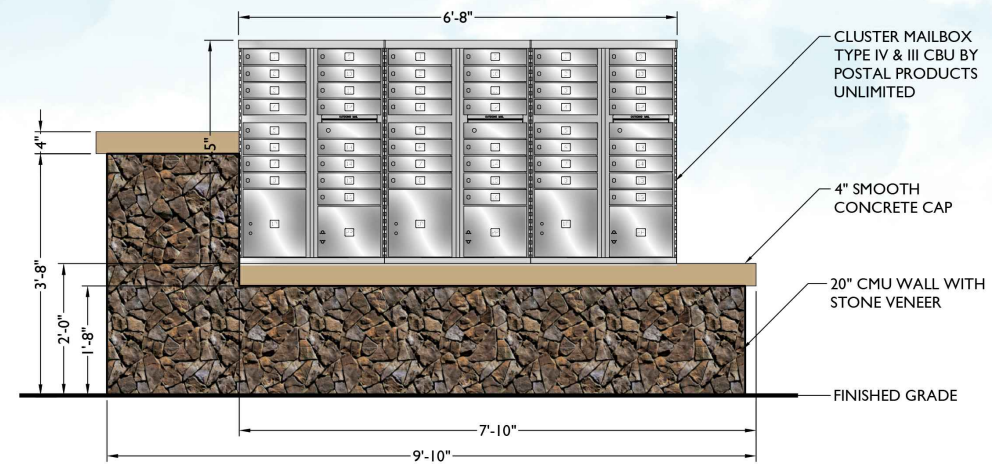 6'-8"
CLUSTER MAILBOX
TYPE IV & III CBU BY
POSTAL PRODUCTS
UNLIMITED
4"
4" SMOOTH
CONCRETE CAP
3'-8"
2'-0"
1'-8"
20" CMU WALL WITH
STONE VENEER
FINISHED GRADE
7'-10"
9'-10"